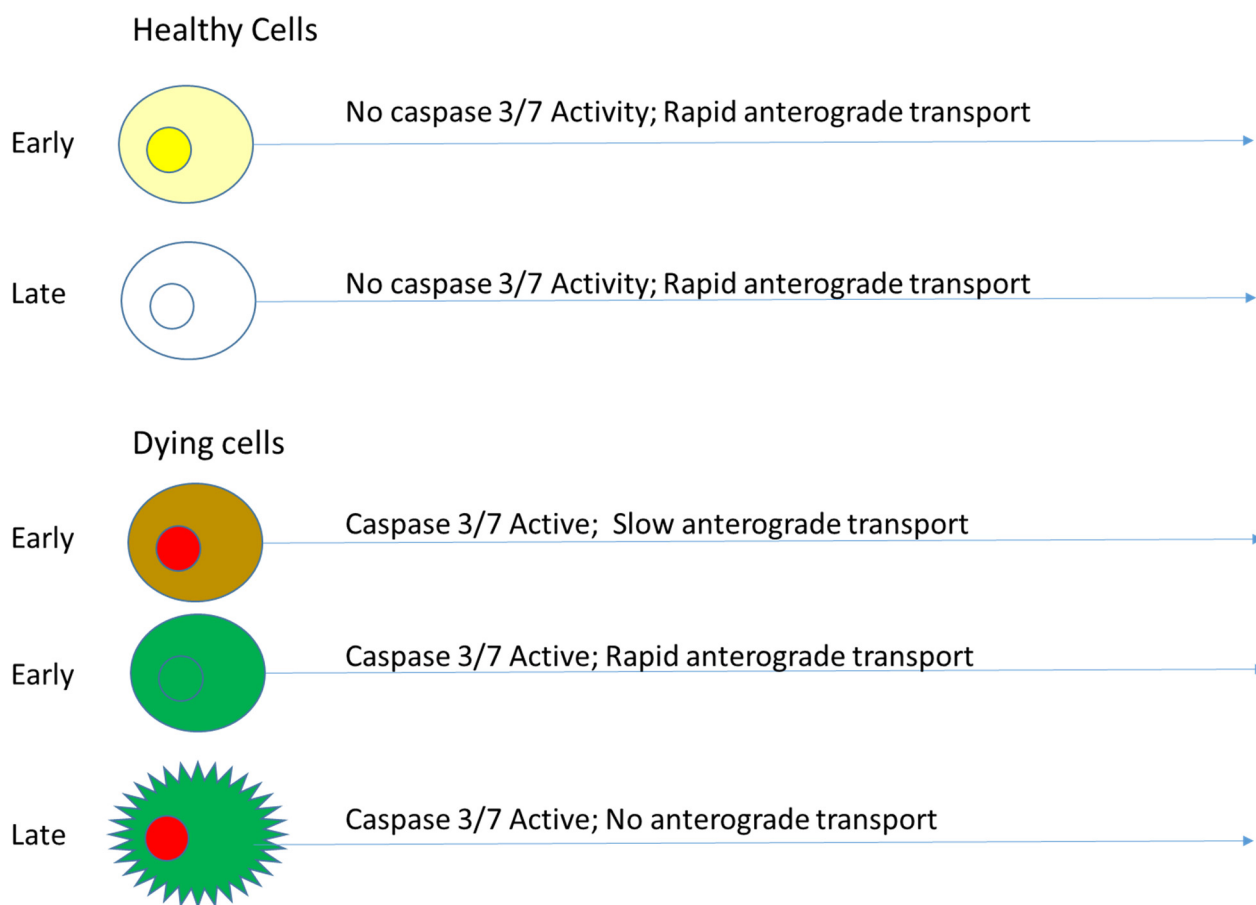 Healthy Cells
Early
No caspase 3/7 Activity; Rapid anterograde transport
Late
No caspase 3/7 Activity; Rapid anterograde transport
Dying cells
Early
Caspase 3/7 Active;  Slow anterograde transport
Early
Caspase 3/7 Active; Rapid anterograde transport
Late
Caspase 3/7 Active; No anterograde transport